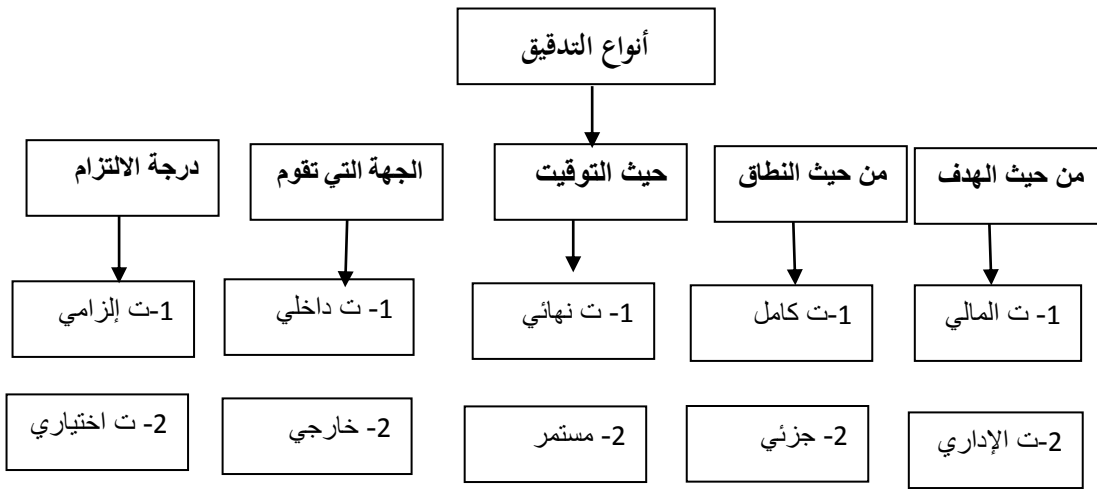 أنواع التدقيق
من حيث الهدف
من حيث النطاق
حيث التوقيت
الجهة التي تقوم
درجة الالتزام
1- ت المالي
1-ت كامل
1- ت نهائي
1- ت داخلي
1-ت إلزامي
2-ت الإداري
2- جزئي
2- مستمر
2- خارجي
2- ت اختياري